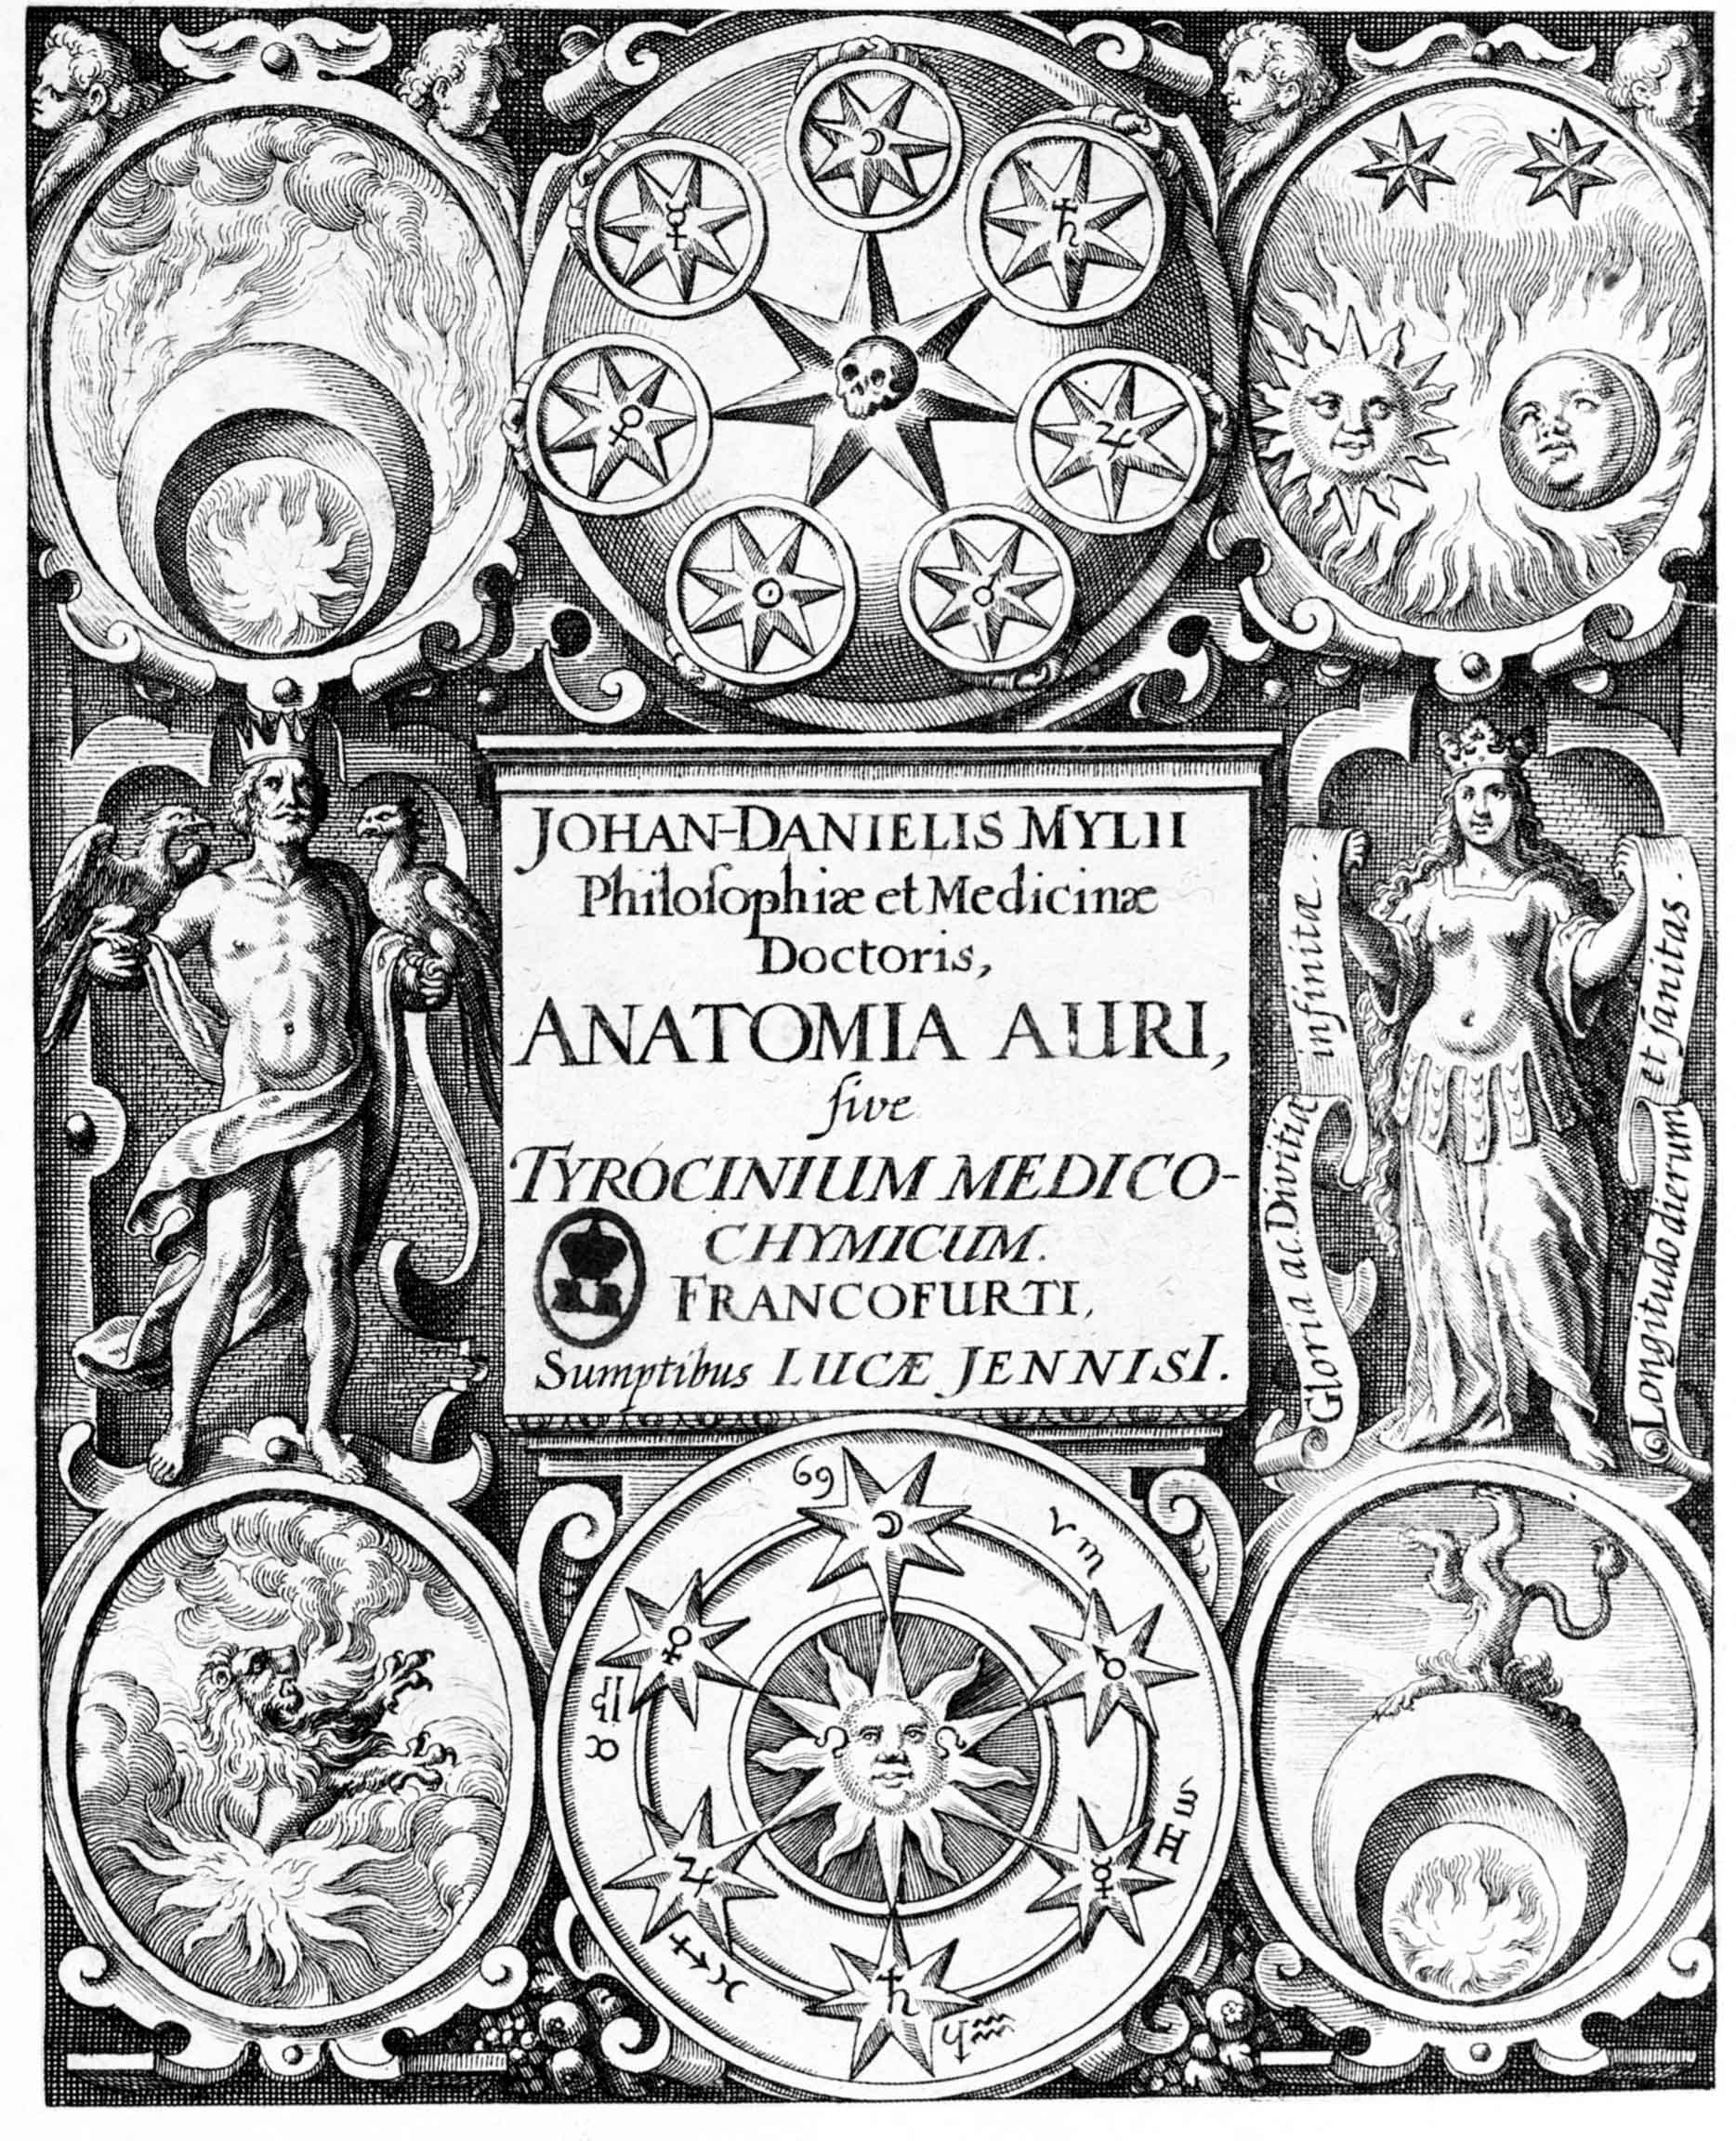 JOHAN-DANIELIS MYLII
Philoſophiæ et Medicinæ
Doctoris,
ANATOMIA AURI,
ſive
TYROCINIUM MEDICO-
CHYMICUM.
FRANCOFURTI,
Sumptibus LUCÆ JENNISI.
Gloria ac Divitiæ infinitæ.
Longitudo dierum et ſanitas.